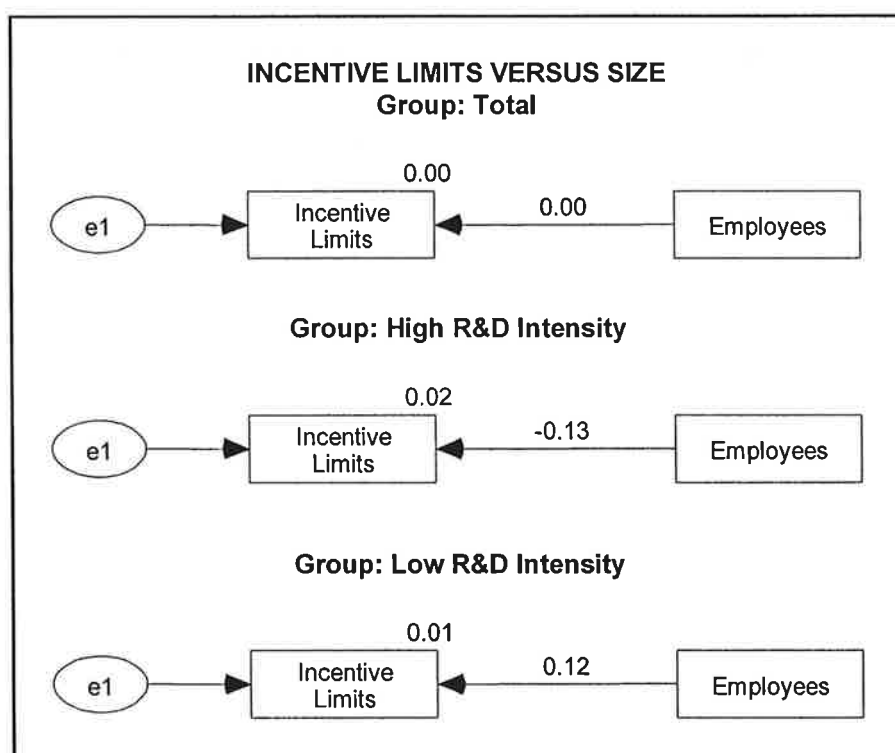 INCENTIVE LIMITS VERSUS SIZE
Group: Total
0.00
e1
Incentive
Limits
0.00
Employees
Group: High R&D Intensity
0.02
e1
Incentive
Limits
-0.13
Employees
Group: Low R&D Intensity
0.01
e1
Incentive
Limits
0.12
Employees